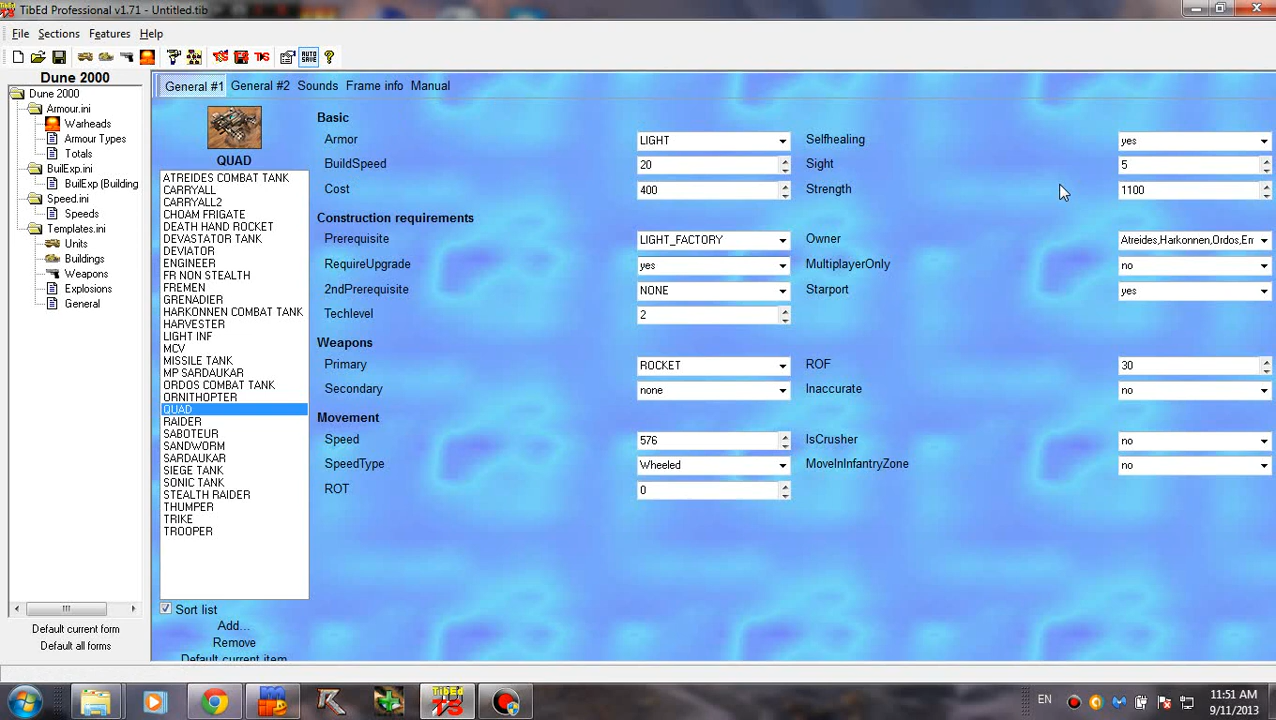 TibEd Professional v1.71 - Untitled.tib
File Sections Features Help
AUTO SAVE
Dune 2000
Dune 2000
Armour.ini
Warheads
Armour Types
Totals
BuilExp.ini
BuilExp (Building
Speed.ini
Speeds
Templates.ini
Units
Buildings
Weapons
Explosions
General
Default current form
Default all forms
General #1 General #2 Sounds Frame info Manual
QUAD
ATREIDES COMBAT TANK
CARRYALL
CARRYALL2
CHOAM FRIGATE
DEATH HAND ROCKET
DEVASTATOR TANK
DEVIATOR
ENGINEER
FR NON STEALTH
FREMEN
GRENADIER
HARKONNEN COMBAT TANK
HARVESTER
LIGHT INF
MCV
MISSILE TANK
MP SARDAUKAR
ORDOS COMBAT TANK
ORNITHOPTER
QUAD
RAIDER
SABOTEUR
SANDWORM
SARDAUKAR
SIEGE TANK
SONIC TANK
STEALTH RAIDER
THUMPER
TRIKE
TROOPER
Sort list
Add...
Remove
Default current item
Basic
Armor LIGHT Selfhealing yes
BuildSpeed 20 Sight 5
Cost 400 Strength 1100
Construction requirements
Prerequisite LIGHT_FACTORY Owner Atreides,Harkonnen,Ordos,Em
RequireUpgrade yes MultiplayerOnly no
2ndPrerequisite NONE Starport yes
Techlevel 2
Weapons
Primary ROCKET ROF 30
Secondary none Inaccurate no
Movement
Speed 576 IsCrusher no
SpeedType Wheeled MoveInInfantryZone no
ROT 0
TibEd TS
EN
11:51 AM
9/11/2013